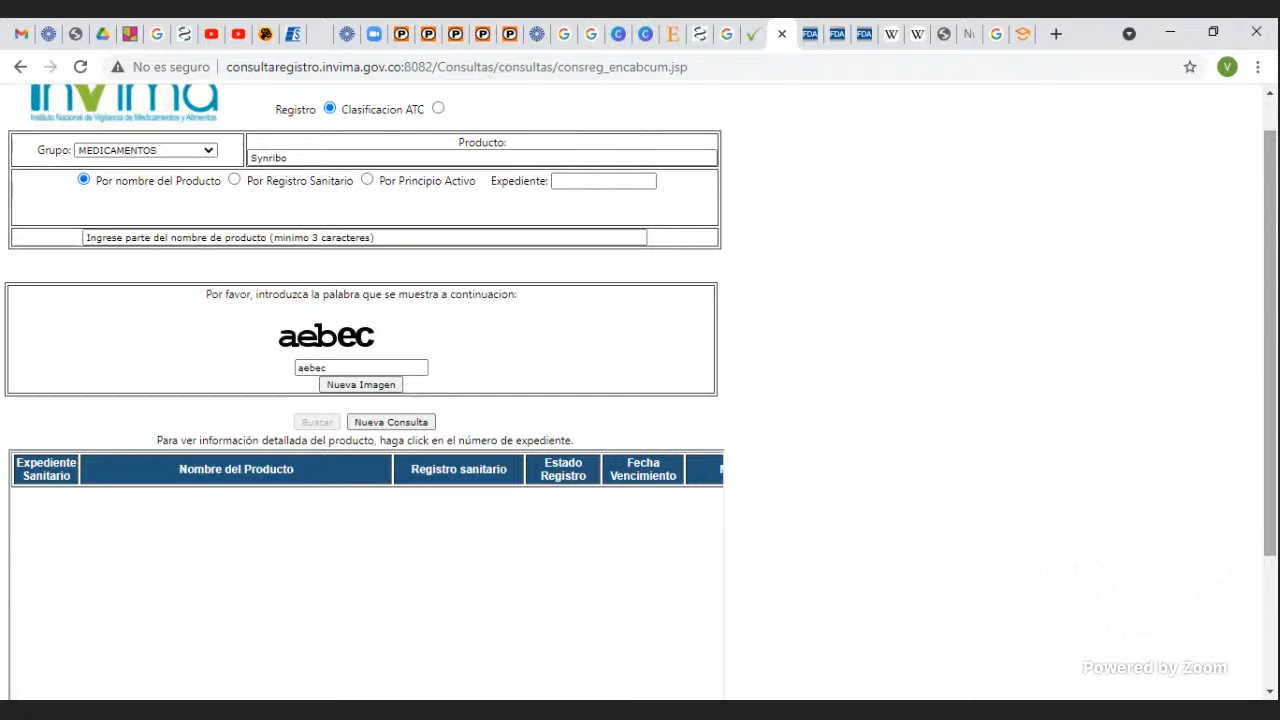 No es seguro consultaregistro.invima.gov.co:8082/Consultas/consultas/consreg_encabcum.jsp
V
invima
Instituto Nacional de Vigilancia de Medicamentos y Alimentos
Registro Clasificacion ATC
Grupo: MEDICAMENTOS
Producto:
Synribo
Por nombre del Producto Por Registro Sanitario Por Principio Activo Expediente:
Ingrese parte del nombre de producto (minimo 3 caracteres)
Por favor, introduzca la palabra que se muestra a continuacion:
aebec
aebec
Nueva Imagen
Buscar Nueva Consulta
Para ver información detallada del producto, haga click en el número de expediente.
Expediente Sanitario Nombre del Producto Registro sanitario Estado Registro Fecha Vencimiento
Powered by Zoom